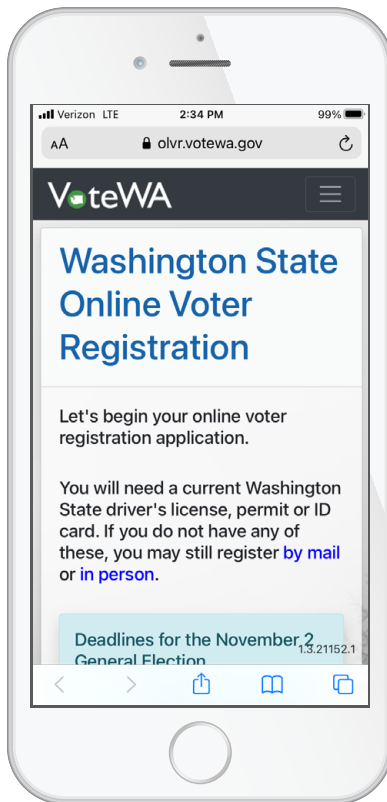 Verizon LTE 2:34 PM 99%
AA olvr.votewa.gov
VoteWA
Washington State
Online Voter
Registration
Let's begin your online voter
registration application.
You will need a current Washington
State driver's license, permit or ID
card. If you do not have any of
these, you may still register by mail
or in person.
Deadlines for the November 2
1.3.21152.1
General Election